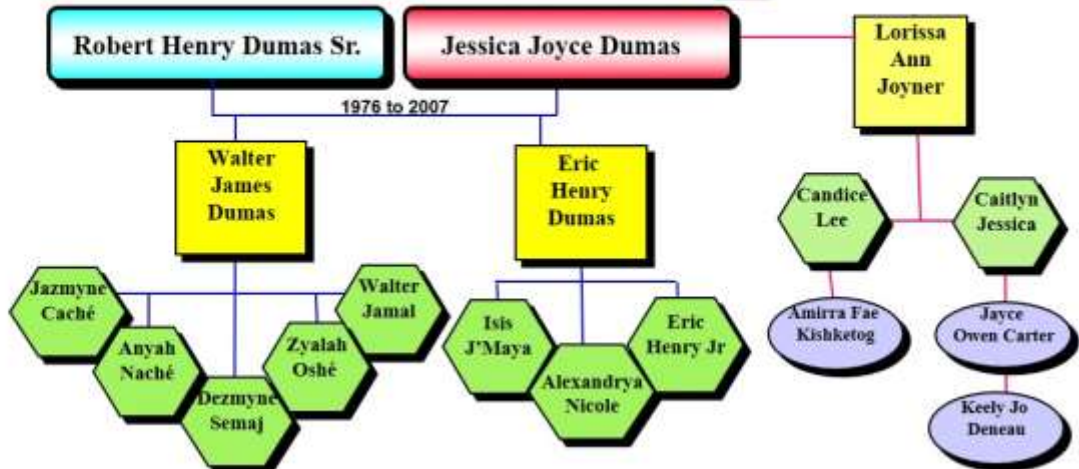 Robert Henry Dumas Sr.
Jessica Joyce Dumas
Lorissa
Ann
Joyner
1976 to 2007
Walter
James
Dumas
Eric
Henry
Dumas
Candice
Lee
Caitlyn
Jessica
Jazmyne
Caché
Anyah
Naché
Dezmyne
Semaj
Zyalah
Oshé
Walter
Jamal
Isis
J'Maya
Alexandrya
Nicole
Eric
Henry Jr
Amirra Fae
Kishketog
Jayce
Owen Carter
Keely Jo
Deneau